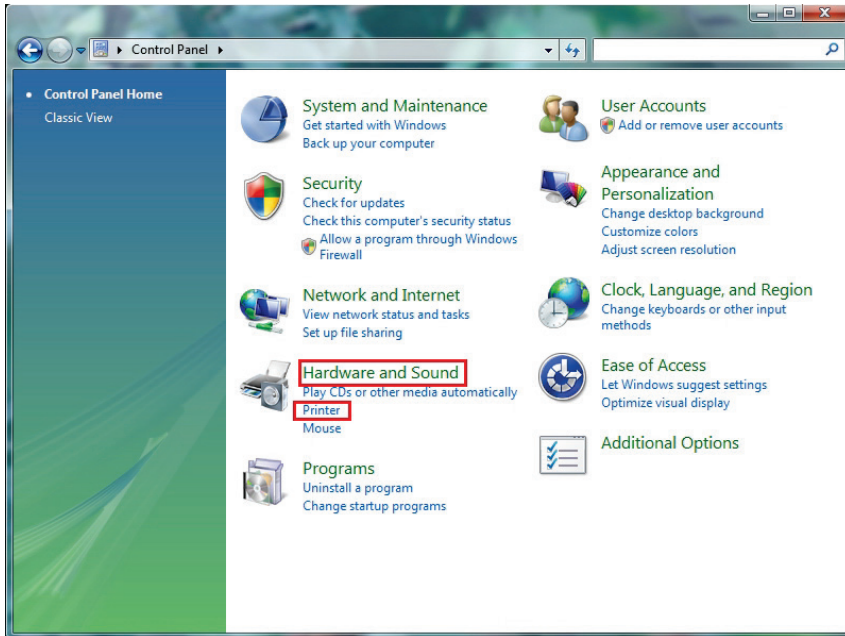 Control Panel
Control Panel Home
Classic View
System and Maintenance
Get started with Windows
Back up your computer
Security
Check for updates
Check this computer's security status
Allow a program through Windows
Firewall
Network and Internet
View network status and tasks
Set up file sharing
Hardware and Sound
Play CDs or other media automatically
Printer
Mouse
Programs
Uninstall a program
Change startup programs
User Accounts
Add or remove user accounts
Appearance and
Personalization
Change desktop background
Customize colors
Adjust screen resolution
Clock, Language, and Region
Change keyboards or other input
methods
Ease of Access
Let Windows suggest settings
Optimize visual display
Additional Options